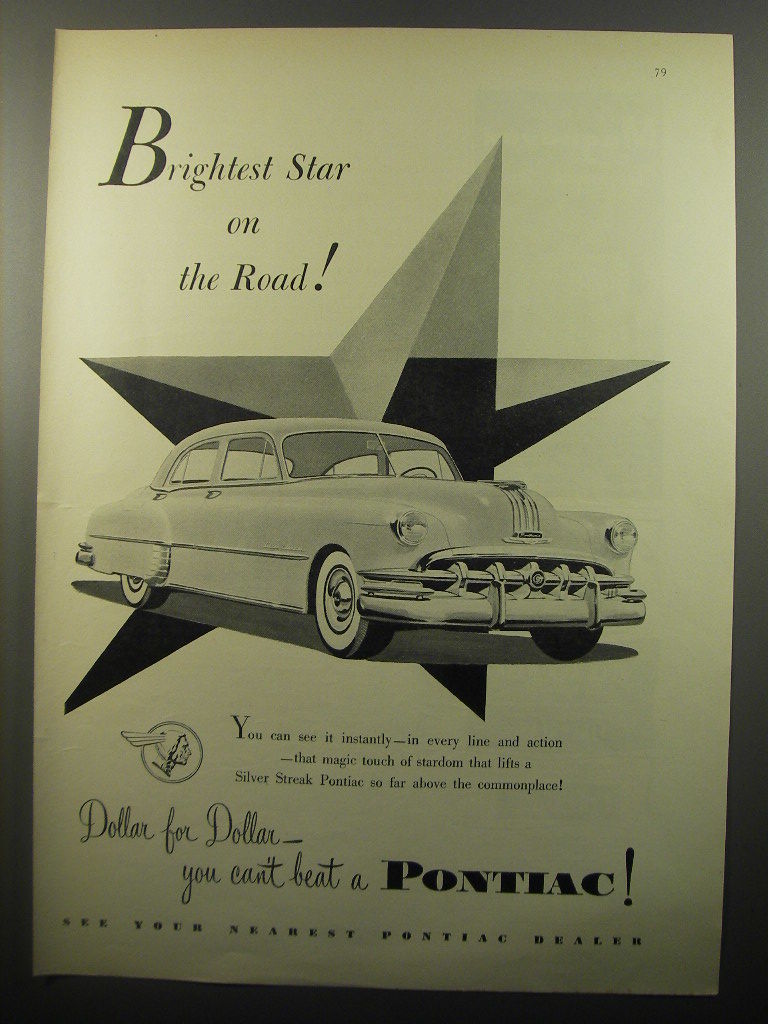 79
Brightest Star
on
the Road!
Pontiac
You can see it instantly—in every line and action
—that magic touch of stardom that lifts a
Silver Streak Pontiac so far above the commonplace!
Dollar for Dollar—
you can't beat a PONTIAC!
SEE YOUR NEAREST PONTIAC DEALER